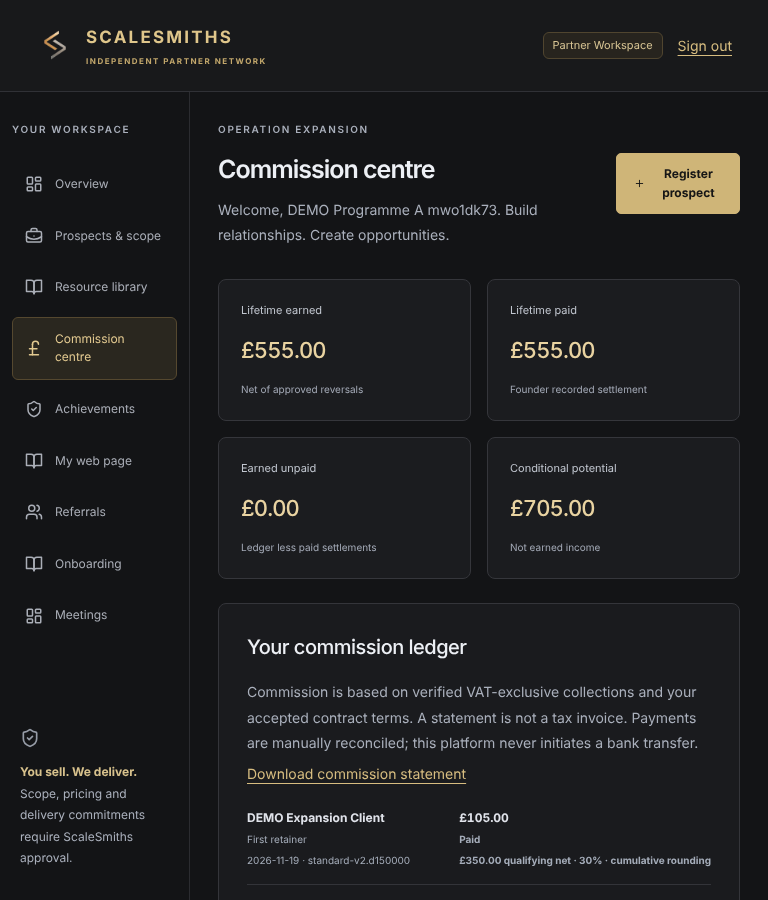 SCALESMITHS
INDEPENDENT PARTNER NETWORK
Partner Workspace
Sign out
YOUR WORKSPACE
Overview
Prospects & scope
Resource library
Commission
centre
Achievements
My web page
Referrals
Onboarding
Meetings
You sell. We deliver.
Scope, pricing and
delivery commitments
require ScaleSmiths
approval.
OPERATION EXPANSION
Commission centre
Welcome, DEMO Programme A mwo1dk73. Build
relationships. Create opportunities.
+ Register
prospect
Lifetime earned
£555.00
Net of approved reversals
Lifetime paid
£555.00
Founder recorded settlement
Earned unpaid
£0.00
Ledger less paid settlements
Conditional potential
£705.00
Not earned income
Your commission ledger
Commission is based on verified VAT-exclusive collections and your
accepted contract terms. A statement is not a tax invoice. Payments
are manually reconciled; this platform never initiates a bank transfer.
Download commission statement
DEMO Expansion Client
First retainer
2026-11-19 · standard-v2.d150000
£105.00
Paid
£350.00 qualifying net · 30% · cumulative rounding